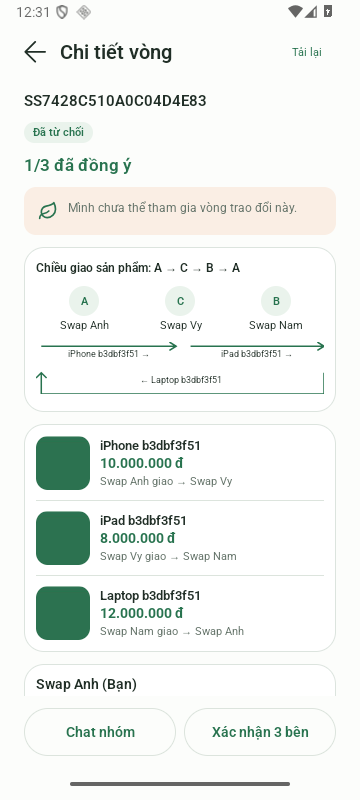 12:31
Chi tiết vòng
Tải lại
SS7428C510A0C04D4E83
Đã từ chối
1/3 đã đồng ý
Mình chưa thể tham gia vòng trao đổi này.
Chiều giao sản phẩm: A → C → B → A
A
C
B
Swap Anh
Swap Vy
Swap Nam
iPhone b3dbf3f51 →
iPad b3dbf3f51 →
← Laptop b3dbf3f51
iPhone b3dbf3f51
10.000.000 đ
Swap Anh giao → Swap Vy
iPad b3dbf3f51
8.000.000 đ
Swap Vy giao → Swap Nam
Laptop b3dbf3f51
12.000.000 đ
Swap Nam giao → Swap Anh
Swap Anh (Bạn)
Chat nhóm
Xác nhận 3 bên